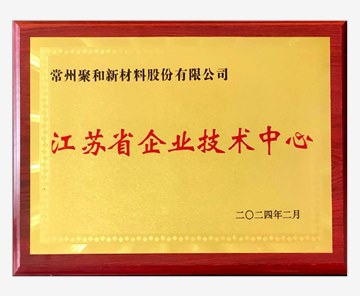 常州聚和新材料股份有限公司
江苏省企业技术中心
二〇二四年二月